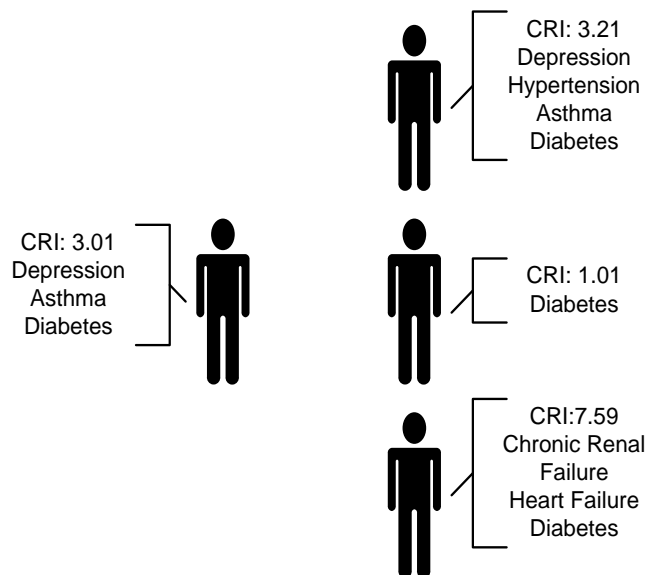 CRI: 3.01
Depression
Asthma
Diabetes
CRI: 3.21
Depression
Hypertension
Asthma
Diabetes
CRI: 1.01
Diabetes
CRI:7.59
Chronic Renal
Failure
Heart Failure
Diabetes